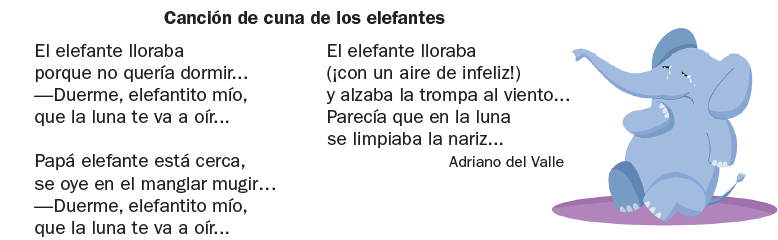 Canción de cuna de los elefantes
El elefante lloraba
porque no quería dormir...
—Duerme, elefantito mío,
que la luna te va a oír...
Papá elefante está cerca,
se oye en el manglar mugir...
—Duerme, elefantito mío,
que la luna te va a oír...
El elefante lloraba
(¡con un aire de infeliz!)
y alzaba la trompa al viento...
Parecía que en la luna
se limpiaba la nariz...
Adriano del Valle